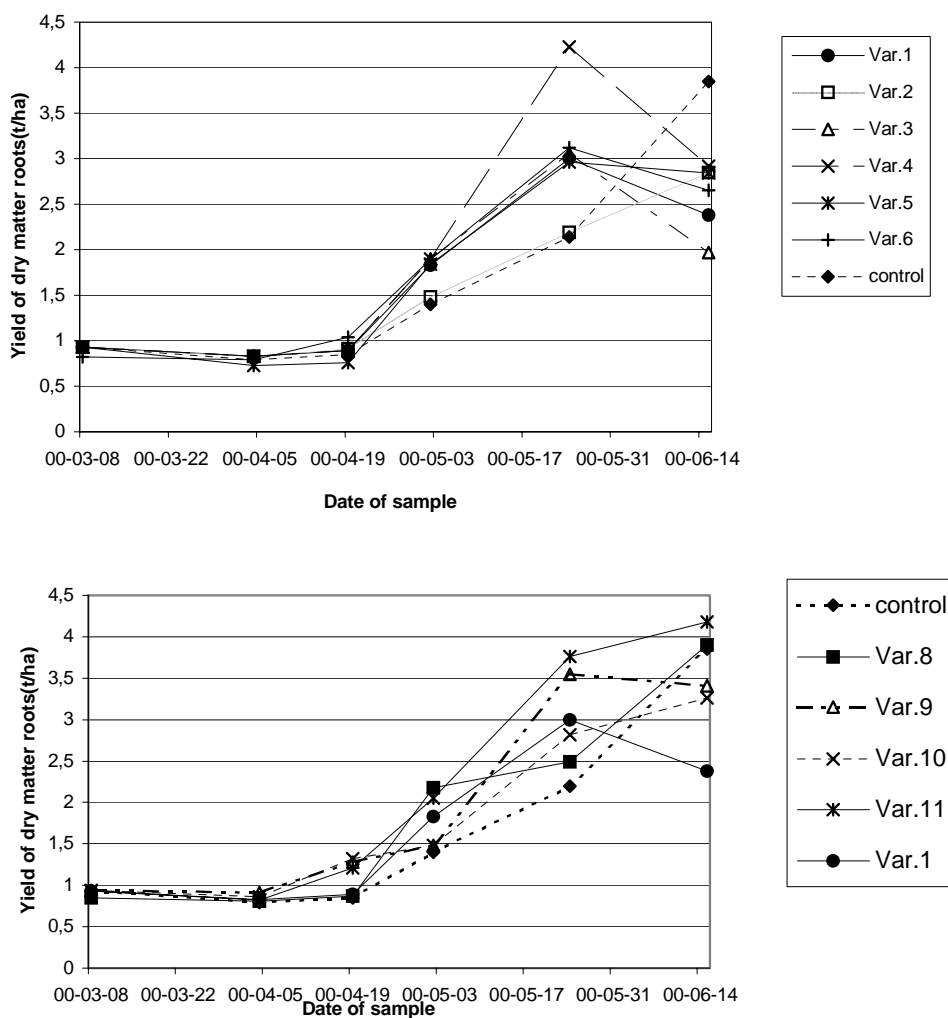 4,5
4
3,5
3
2,5
2
1,5
1
0,5
0
Yield of dry matter roots(t/ha)
00-03-08 00-03-22 00-04-05 00-04-19 00-05-03 00-05-17 00-05-31 00-06-14
Date of sample
Var.1
Var.2
Var.3
Var.4
Var.5
Var.6
control
4,5
4
3,5
3
2,5
2
1,5
1
0,5
0
Yield of dry matter roots(t/ha)
00-03-08 00-03-22 00-04-05 00-04-19 00-05-03 00-05-17 00-05-31 00-06-14
Date of sample
control
Var.8
Var.9
Var.10
Var.11
Var.1